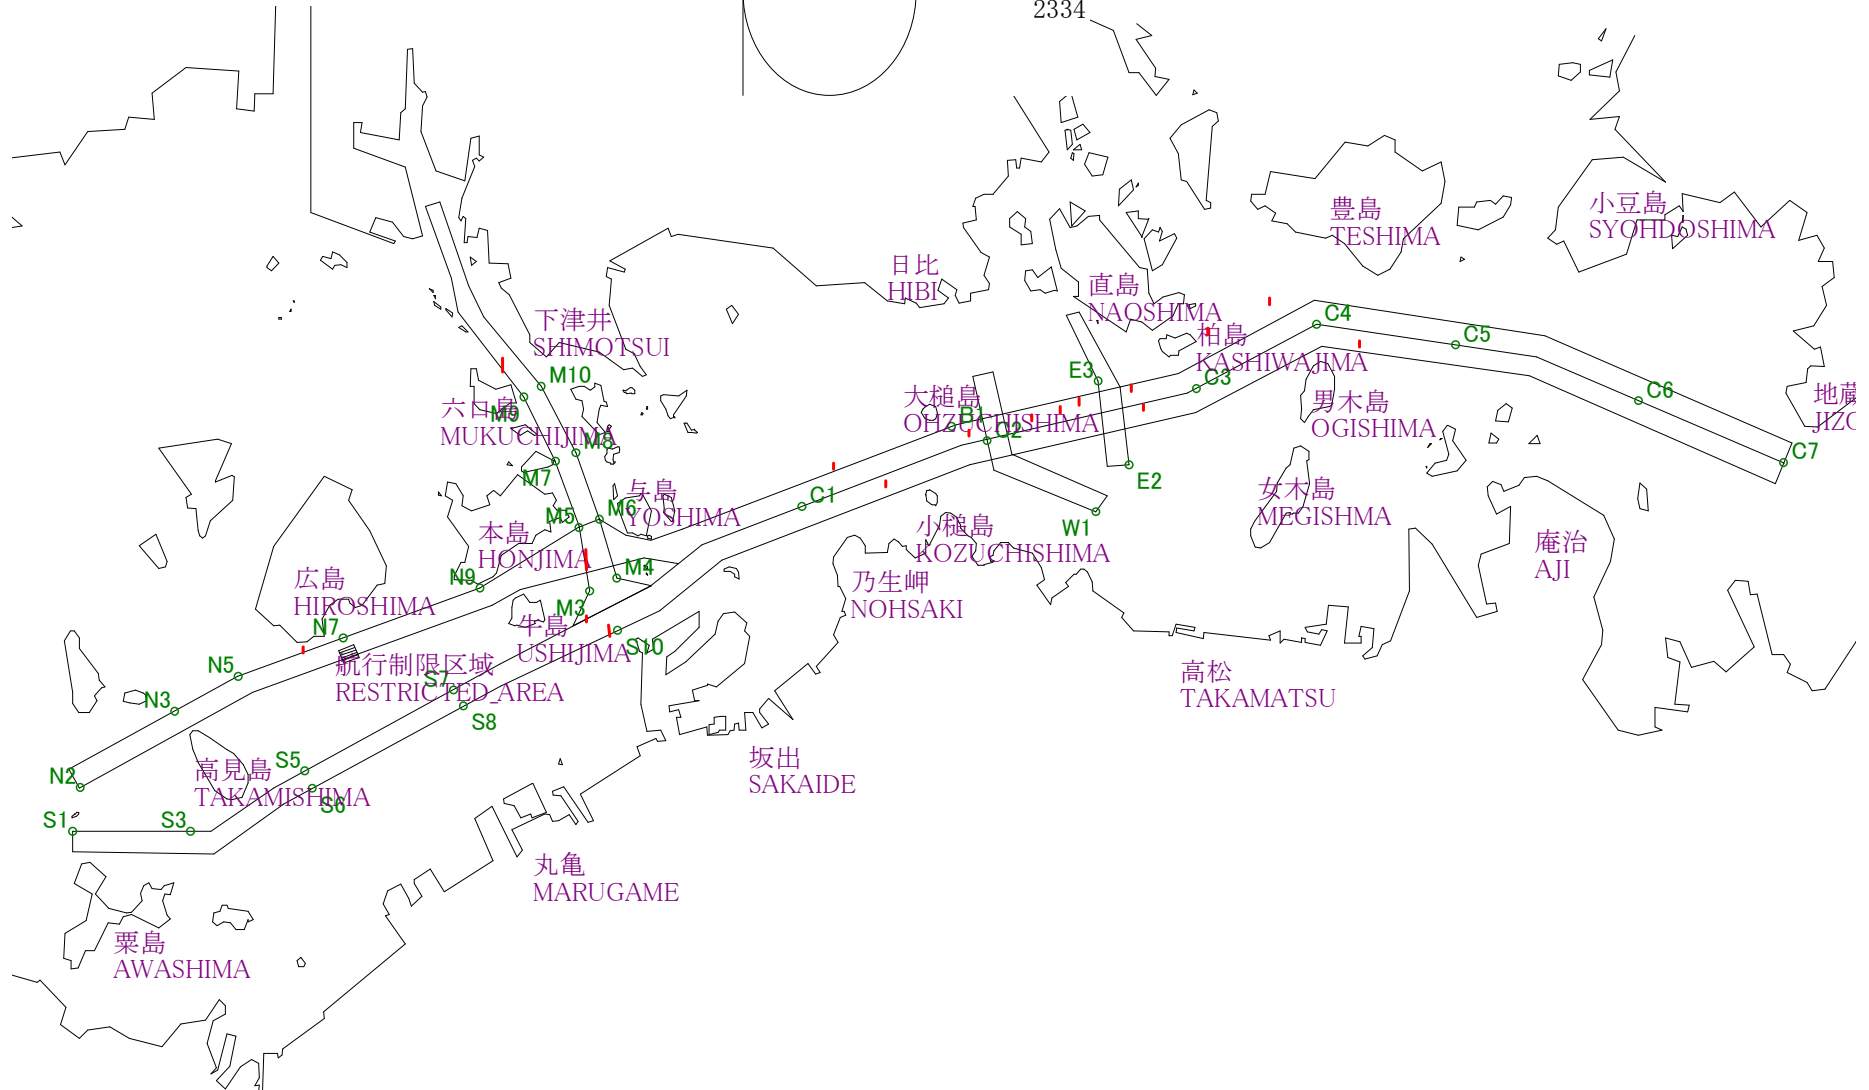 2334
豊島
TESHIMA
小豆島
SYOHDOSHIMA
日比
HIBI
直島
NAOSHIMA
下津井
SHIMOTSUI
柏島
KASHIWAJIMA
C4
C5
C3
C6
C7
E3
E2
大槌島
OHZUCHISHIMA
B1
C2
男木島
OGISHIMA
地蔵
JIZO
M10
六口島
M9
MUKUCHIJIMA
M8
M7
与島
YOSHIMA
M6
M5
C1
W1
女木島
MEGISHMA
小槌島
KOZUCHISHIMA
本島
HONJIMA
庵治
AJI
広島
HIROSHIMA
N9
M4
M3
乃生岬
NOHSAKI
牛島
USHIJIMA
N7
S10
航行制限区域
RESTRICTED_AREA
N5
N3
S7
S8
高松
TAKAMATSU
坂出
SAKAIDE
N2
高見島
TAKAMISHIMA
S5
S6
S1
S3
丸亀
MARUGAME
粟島
AWASHIMA